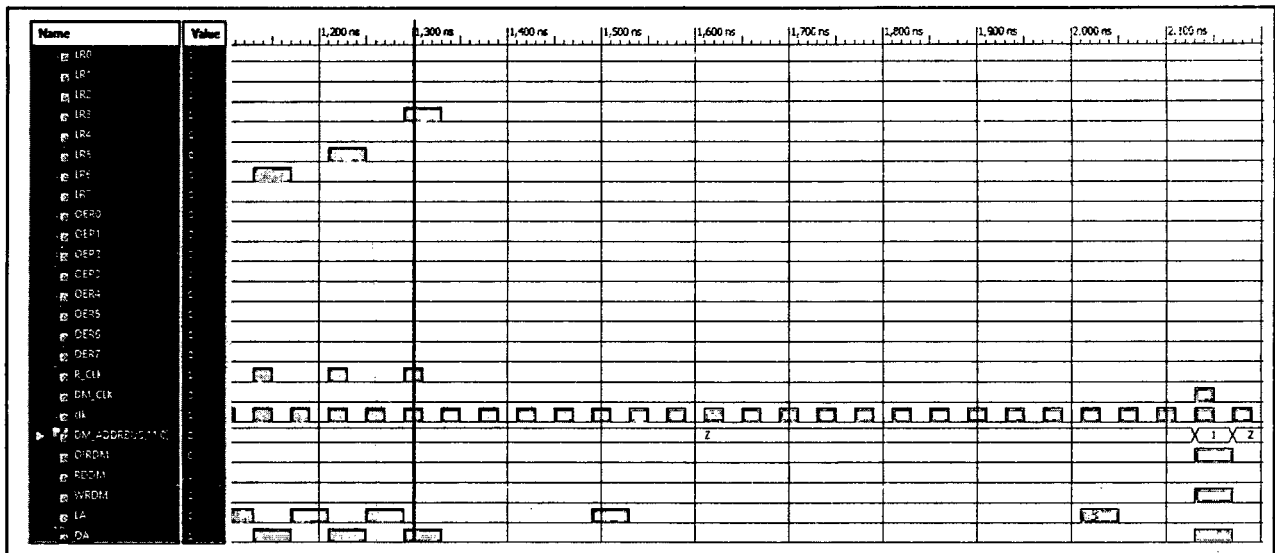 Name Value 1,200 ns 1,300 ns 1,400 ns 1,500 ns 1,600 ns 1,700 ns 1,800 ns 1,900 ns 2,000 ns 2,100 ns
LR0
LR1
LR2
LR3
LR4
LR5
LR6
LR7
OER0
OER1
OER2
OER3
OER4
OER5
OER6
OER7
R_CLK
DM_CLK
clk
Z 1 Z
DIRDM
RDDM
WRDM
LA
OA